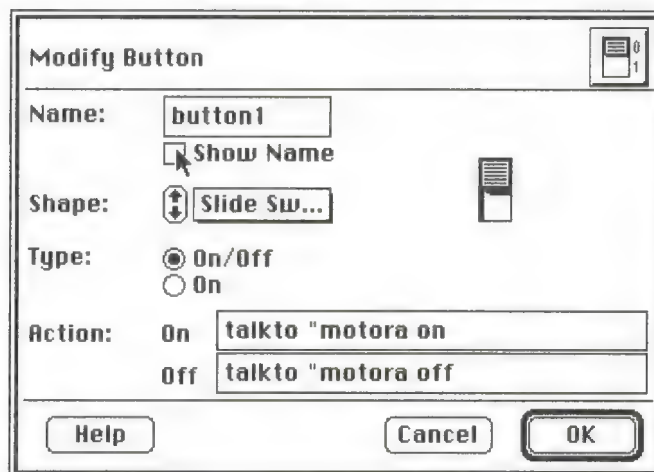 Modify Button
0
1
Name: button1
Show Name
Shape: Slide Sw...
Type: On/Off
On
Action: On talkto "motora on
Off talkto "motora off
Help Cancel OK